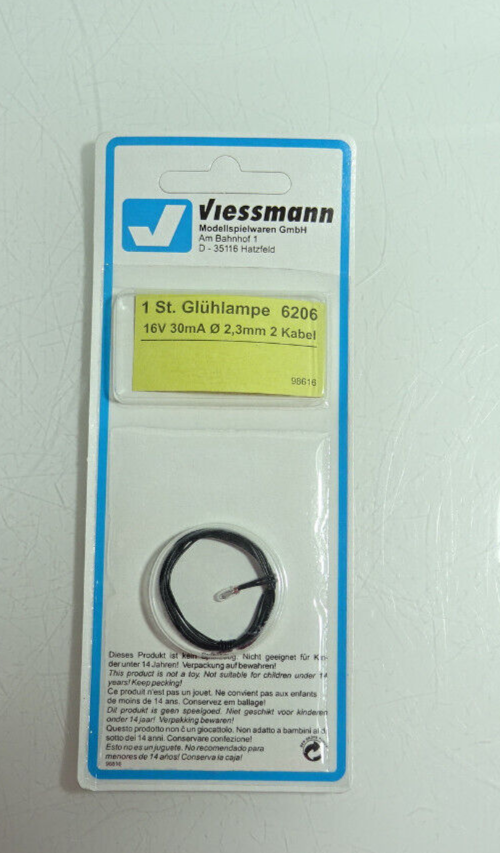 Viessmann
Modellspielwaren GmbH
Am Bahnhof 1
D - 35116 Hatzfeld
1 St. Glühlampe 6206
16V 30mA Ø 2,3mm 2 Kabel
98616
Dieses Produkt ist kein Spielzeug. Nicht geeignet für Kin-
der unter 14 Jahren! Verpackung aufbewahren!
This product is not a toy. Not suitable for children under 14
years! Keep packing!
Ce produit n'est pas un jouet. Ne convient pas aux enfants
de moins de 14 ans. Conservez em ballage!
Dit produkt is geen speelgoed. Niet geschikt voor kinderen
onder 14 jaar! Verpekking bewaren!
Questo prodotto non è un giocattolo. Non adatto a bambini al di
sotto dei 14 anni. Conservare confezione!
Esto no es un juguete. No recomendado para
menores de 14 años! Conserva la caja!